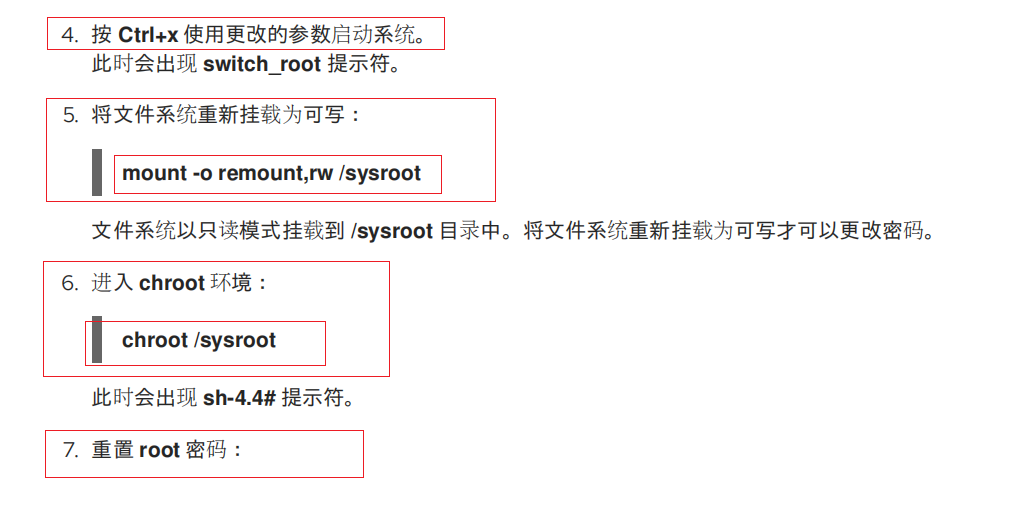 4. 按 Ctrl+x 使用更改的参数启动系统。
此时会出现 switch_root 提示符。
5. 将文件系统重新挂载为可写：
mount -o remount,rw /sysroot
文件系统以只读模式挂载到 /sysroot 目录中。将文件系统重新挂载为可写才可以更改密码。
6. 进入 chroot 环境：
chroot /sysroot
此时会出现 sh-4.4# 提示符。
7. 重置 root 密码：